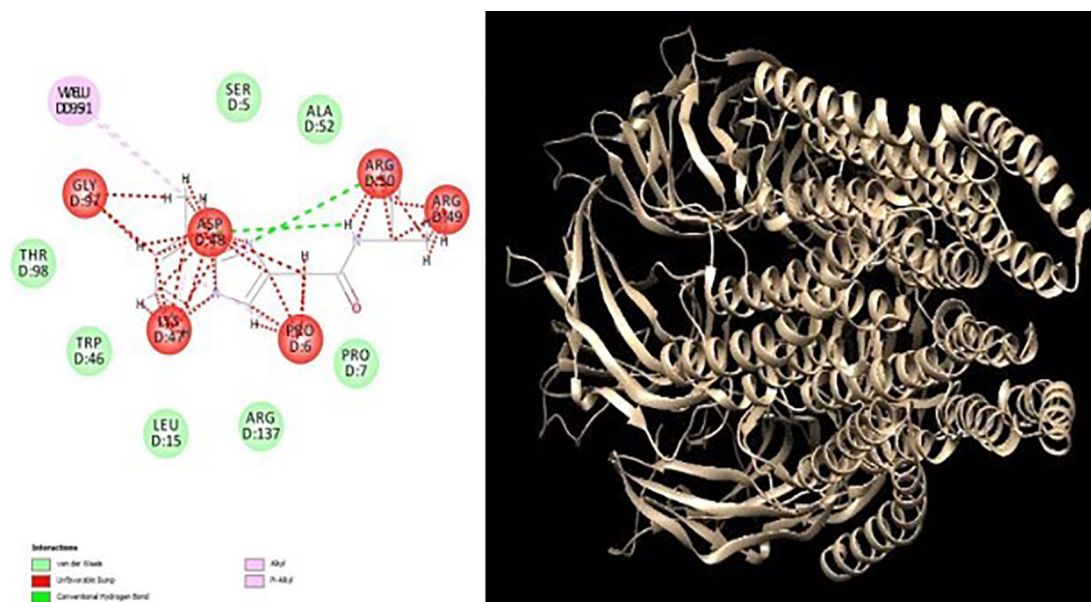 SER
D:5
ALA
D:52
ARG
D:50
ARG
D:49
GLY
D:97
ASP
D:48
H
H
H
H
H
H
H
H
H
H
H
N
N
N
O
THR
D:98
LYS
D:47
PRO
D:6
TRP
D:46
PRO
D:7
LEU
D:15
ARG
D:137
Interactions
van der Waals
Unfavorable Bump
Conventional Hydrogen Bond
Alkyl
Pi-Alkyl